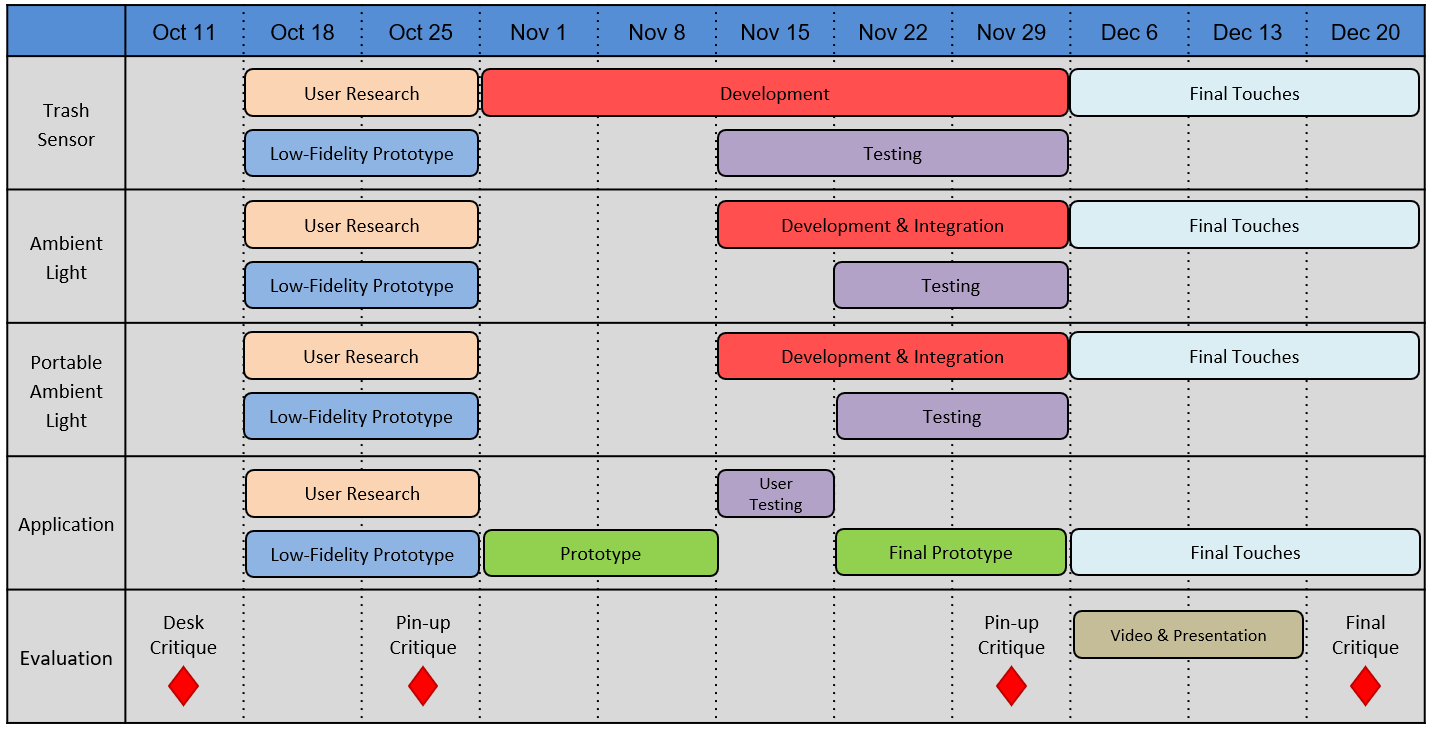 Oct 11 Oct 18 Oct 25 Nov 1 Nov 8 Nov 15 Nov 22 Nov 29 Dec 6 Dec 13 Dec 20
Trash
Sensor
User Research Development Final Touches
Low-Fidelity Prototype Testing
Ambient
Light
User Research Development & Integration Final Touches
Low-Fidelity Prototype Testing
Portable
Ambient
Light
User Research Development & Integration Final Touches
Low-Fidelity Prototype Testing
Application
User Research
User
Testing
Low-Fidelity Prototype Prototype Final Prototype Final Touches
Evaluation
Desk
Critique
Pin-up
Critique
Pin-up
Critique
Video & Presentation
Final
Critique